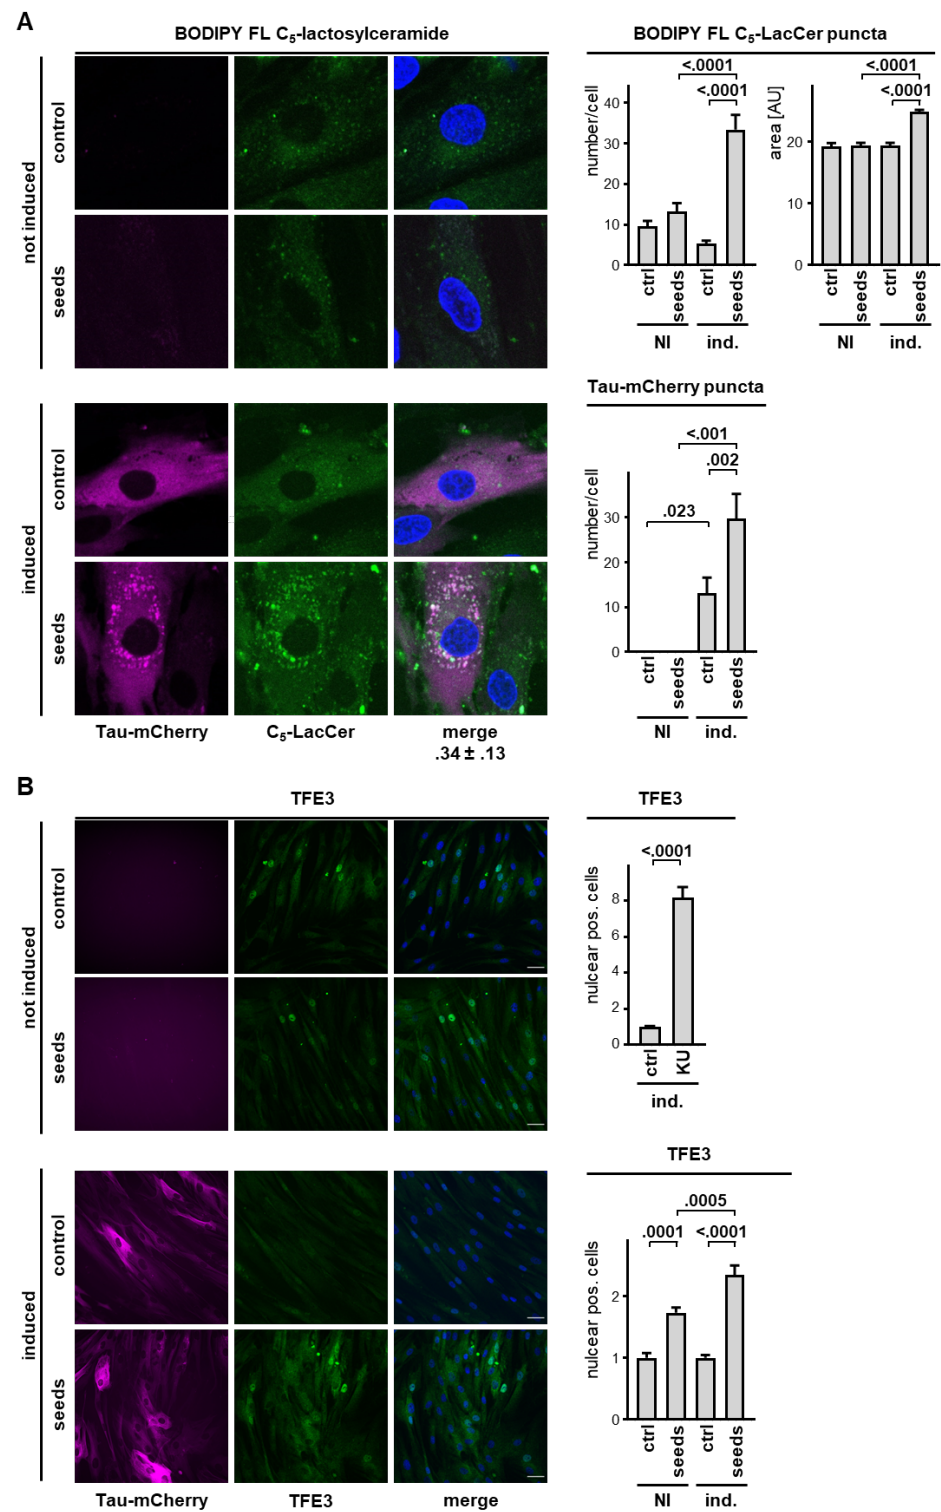 A
BODIPY FL C5-lactosylceramide
not induced
control
seeds
induced
control
seeds
Tau-mCherry
C5-LacCer
merge
.34 ± .13
BODIPY FL C5-LacCer puncta
<.0001
<.0001
number/cell
40
30
20
10
0
ctrl
seeds
ctrl
seeds
NI
ind.
<.0001
<.0001
area [AU]
20
10
0
ctrl
seeds
ctrl
seeds
NI
ind.
Tau-mCherry puncta
<.001
.002
.023
number/cell
30
20
10
0
ctrl
seeds
ctrl
seeds
NI
ind.
B
TFE3
not induced
control
seeds
induced
control
seeds
Tau-mCherry
TFE3
merge
TFE3
<.0001
nulcear pos. cells
8
6
4
2
0
ctrl
KU
ind.
TFE3
.0005
.0001
<.0001
nulcear pos. cells
2
1
0
ctrl
seeds
ctrl
seeds
NI
ind.